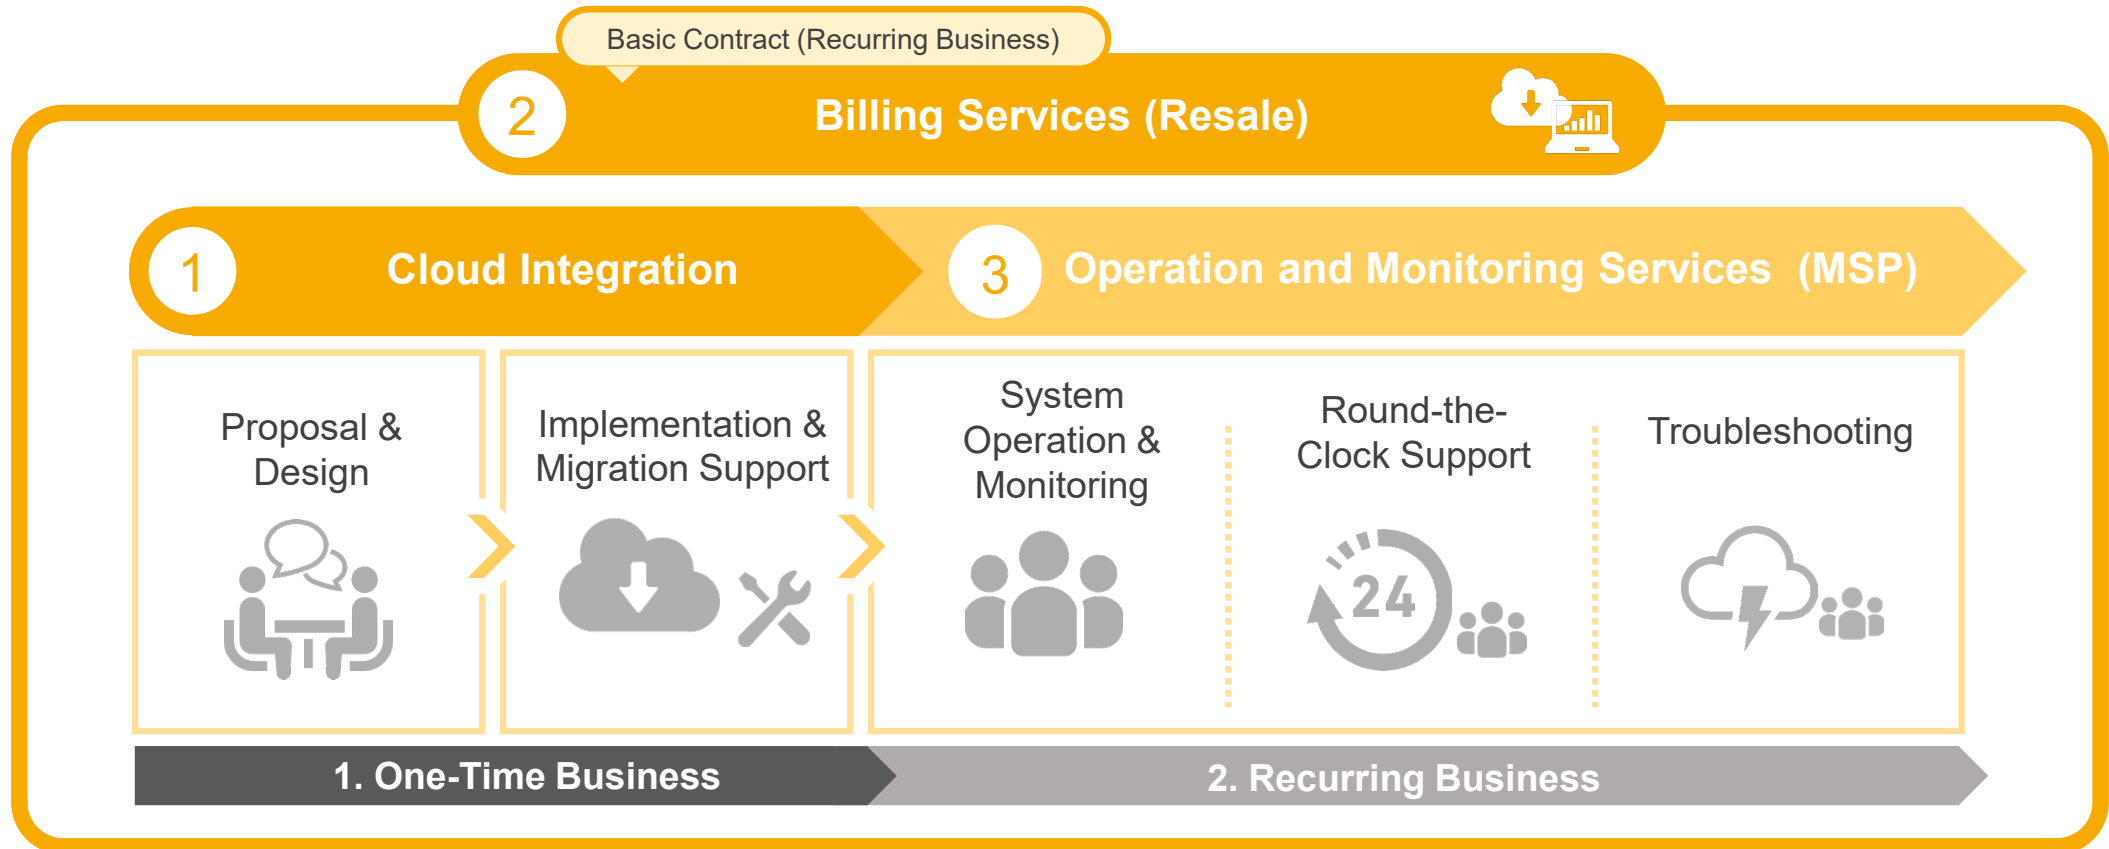 Basic Contract (Recurring Business)
2
Billing Services (Resale)
1
Cloud Integration
3
Operation and Monitoring Services (MSP)
Proposal &
Design
Implementation &
Migration Support
System
Operation &
Monitoring
Round-the-
Clock Support
24
Troubleshooting
1. One-Time Business
2. Recurring Business